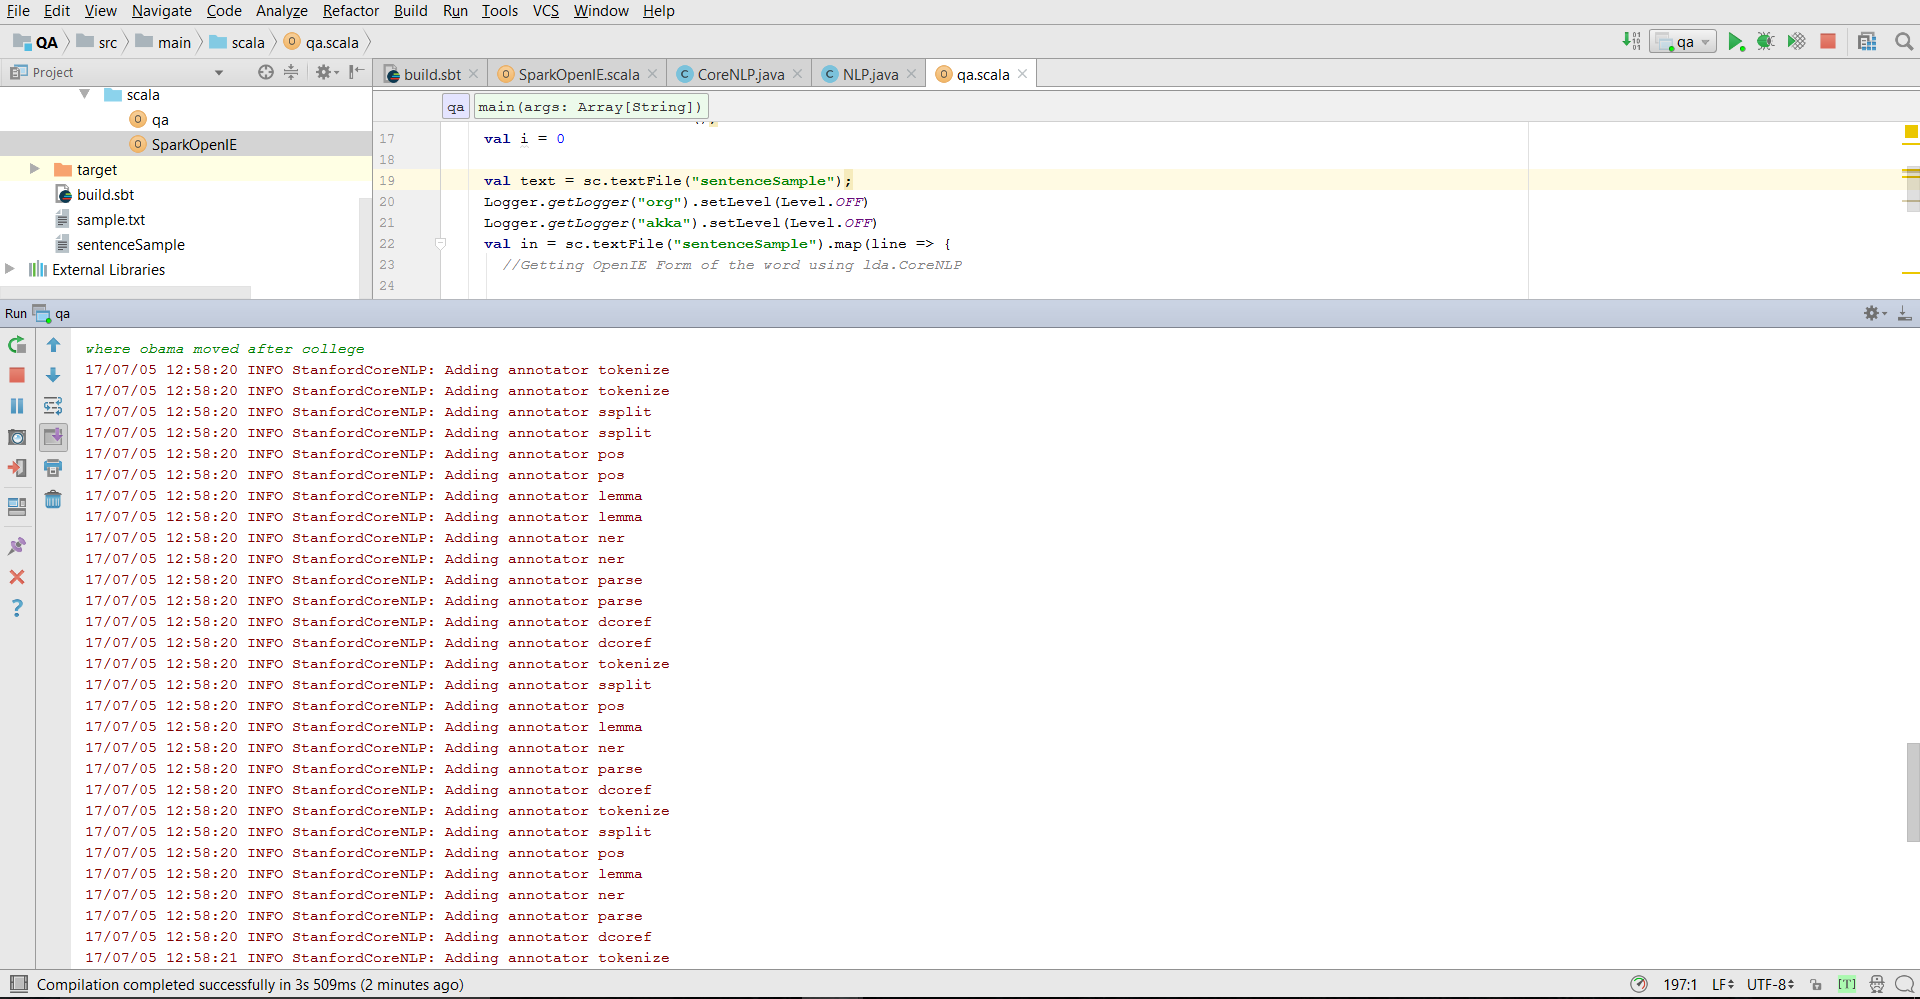 File Edit View Navigate Code Analyze Refactor Build Run Tools VCS Window Help
QA src main scala qa.scala qa
Project build.sbt SparkOpenIE.scala CoreNLP.java NLP.java qa.scala
scala
qa
SparkOpenIE
target
build.sbt
sample.txt
sentenceSample
External Libraries
qa main(args: Array[String])
17 val i = 0
18
19 val text = sc.textFile("sentenceSample");
20 Logger.getLogger("org").setLevel(Level.OFF)
21 Logger.getLogger("akka").setLevel(Level.OFF)
22 val in = sc.textFile("sentenceSample").map(line => {
23 //Getting OpenIE Form of the word using lda.CoreNLP
24
Run qa
where obama moved after college
17/07/05 12:58:20 INFO StanfordCoreNLP: Adding annotator tokenize
17/07/05 12:58:20 INFO StanfordCoreNLP: Adding annotator tokenize
17/07/05 12:58:20 INFO StanfordCoreNLP: Adding annotator ssplit
17/07/05 12:58:20 INFO StanfordCoreNLP: Adding annotator ssplit
17/07/05 12:58:20 INFO StanfordCoreNLP: Adding annotator pos
17/07/05 12:58:20 INFO StanfordCoreNLP: Adding annotator pos
17/07/05 12:58:20 INFO StanfordCoreNLP: Adding annotator lemma
17/07/05 12:58:20 INFO StanfordCoreNLP: Adding annotator lemma
17/07/05 12:58:20 INFO StanfordCoreNLP: Adding annotator ner
17/07/05 12:58:20 INFO StanfordCoreNLP: Adding annotator ner
17/07/05 12:58:20 INFO StanfordCoreNLP: Adding annotator parse
17/07/05 12:58:20 INFO StanfordCoreNLP: Adding annotator parse
17/07/05 12:58:20 INFO StanfordCoreNLP: Adding annotator dcoref
17/07/05 12:58:20 INFO StanfordCoreNLP: Adding annotator dcoref
17/07/05 12:58:20 INFO StanfordCoreNLP: Adding annotator tokenize
17/07/05 12:58:20 INFO StanfordCoreNLP: Adding annotator ssplit
17/07/05 12:58:20 INFO StanfordCoreNLP: Adding annotator pos
17/07/05 12:58:20 INFO StanfordCoreNLP: Adding annotator lemma
17/07/05 12:58:20 INFO StanfordCoreNLP: Adding annotator ner
17/07/05 12:58:20 INFO StanfordCoreNLP: Adding annotator parse
17/07/05 12:58:20 INFO StanfordCoreNLP: Adding annotator dcoref
17/07/05 12:58:20 INFO StanfordCoreNLP: Adding annotator tokenize
17/07/05 12:58:20 INFO StanfordCoreNLP: Adding annotator ssplit
17/07/05 12:58:20 INFO StanfordCoreNLP: Adding annotator pos
17/07/05 12:58:20 INFO StanfordCoreNLP: Adding annotator lemma
17/07/05 12:58:20 INFO StanfordCoreNLP: Adding annotator ner
17/07/05 12:58:20 INFO StanfordCoreNLP: Adding annotator parse
17/07/05 12:58:20 INFO StanfordCoreNLP: Adding annotator dcoref
17/07/05 12:58:21 INFO StanfordCoreNLP: Adding annotator tokenize
Compilation completed successfully in 3s 509ms (2 minutes ago) 197:1 LF UTF-8 [T]